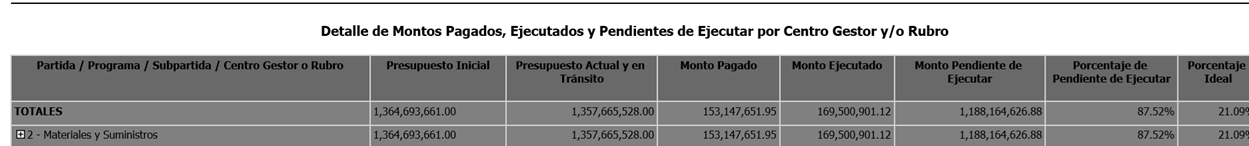 Detalle de Montos Pagados, Ejecutados y Pendientes de Ejecutar por Centro Gestor y/o Rubro
Partida / Programa / Subpartida / Centro Gestor o Rubro Presupuesto Inicial Presupuesto Actual y en Tránsito Monto Pagado Monto Ejecutado Monto Pendiente de Ejecutar Porcentaje de Pendiente de Ejecutar Porcentaje Ideal
TOTALES 1,364,693,661.00 1,357,665,528.00 153,147,651.95 169,500,901.12 1,188,164,626.88 87.52% 21.09%
2 - Materiales y Suministros 1,364,693,661.00 1,357,665,528.00 153,147,651.95 169,500,901.12 1,188,164,626.88 87.52% 21.09%